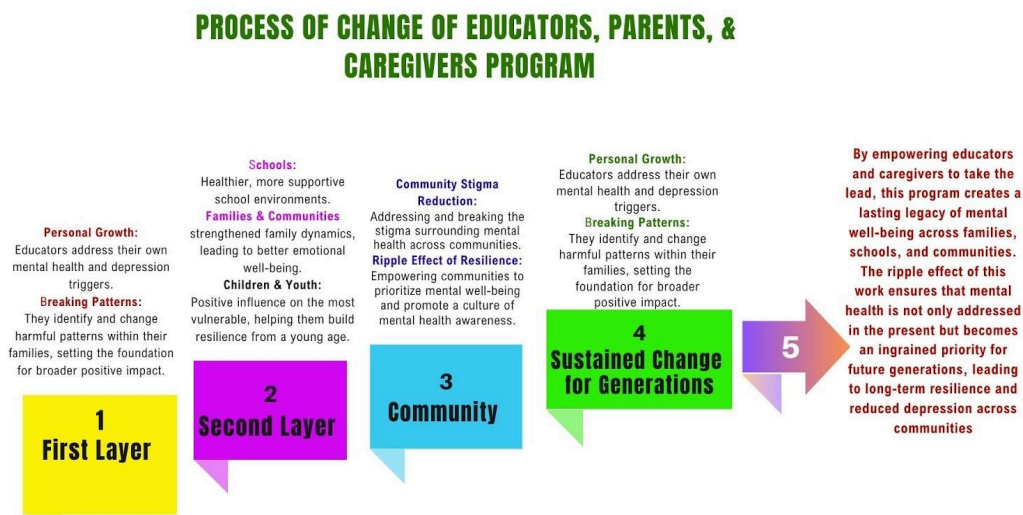 PROCESS OF CHANGE OF EDUCATORS, PARENTS, &
CAREGIVERS PROGRAM
Personal Growth:
Educators address their own
mental health and depression
triggers.
Breaking Patterns:
They identify and change
harmful patterns within their
families, setting the foundation
for broader positive impact.
1
First Layer
Schools:
Healthier, more supportive
school environments.
Families & Communities
strengthened family dynamics,
leading to better emotional
well-being.
Children & Youth:
Positive influence on the most
vulnerable, helping them build
resilience from a young age.
2
Second Layer
Community Stigma
Reduction:
Addressing and breaking the
stigma surrounding mental
health across communities.
Ripple Effect of Resilience:
Empowering communities to
prioritize mental well-being
and promote a culture of
mental health awareness.
3
Community
Personal Growth:
Educators address their own
mental health and depression
triggers.
Breaking Patterns:
They identify and change
harmful patterns within their
families, setting the
foundation for broader
positive impact.
4
Sustained Change
for Generations
5
By empowering educators
and caregivers to take the
lead, this program creates a
lasting legacy of mental
well-being across families,
schools, and communities.
The ripple effect of this
work ensures that mental
health is not only addressed
in the present but becomes
an ingrained priority for
future generations, leading
to long-term resilience and
reduced depression across
communities